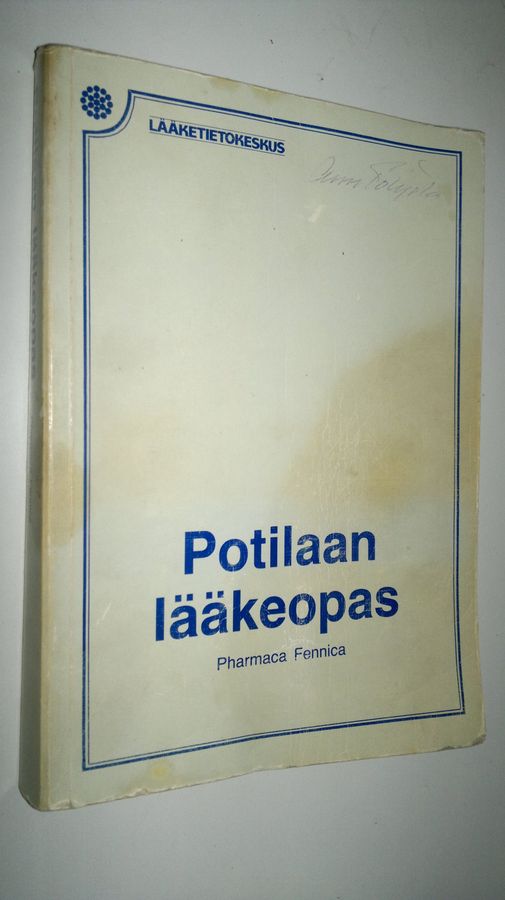 LÄÄKETIETOKESKUS
Potilaan
lääkeopas
Pharmaca Fennica